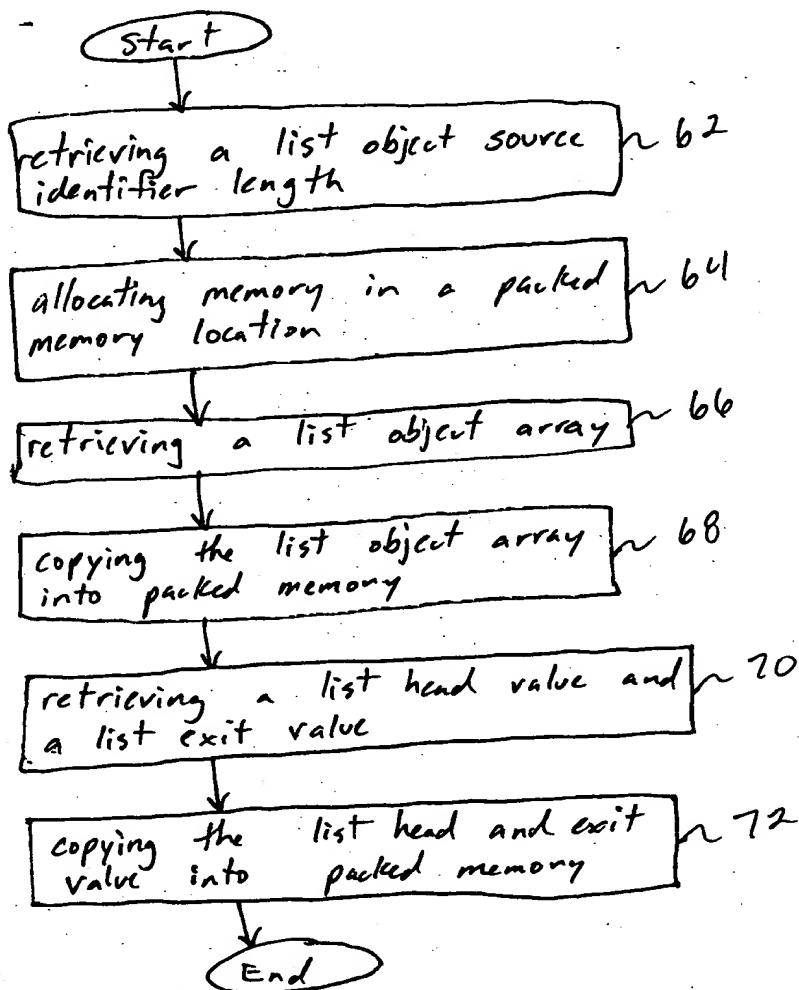 Start
retrieving a list object source 62
identifier length
allocating memory in a packed 64
memory location
retrieving a list object array 66
copying the list object array 68
into packed memory
retrieving a list head value and 70
a list exit value
copying the list head and exit 72
value into packed memory
End